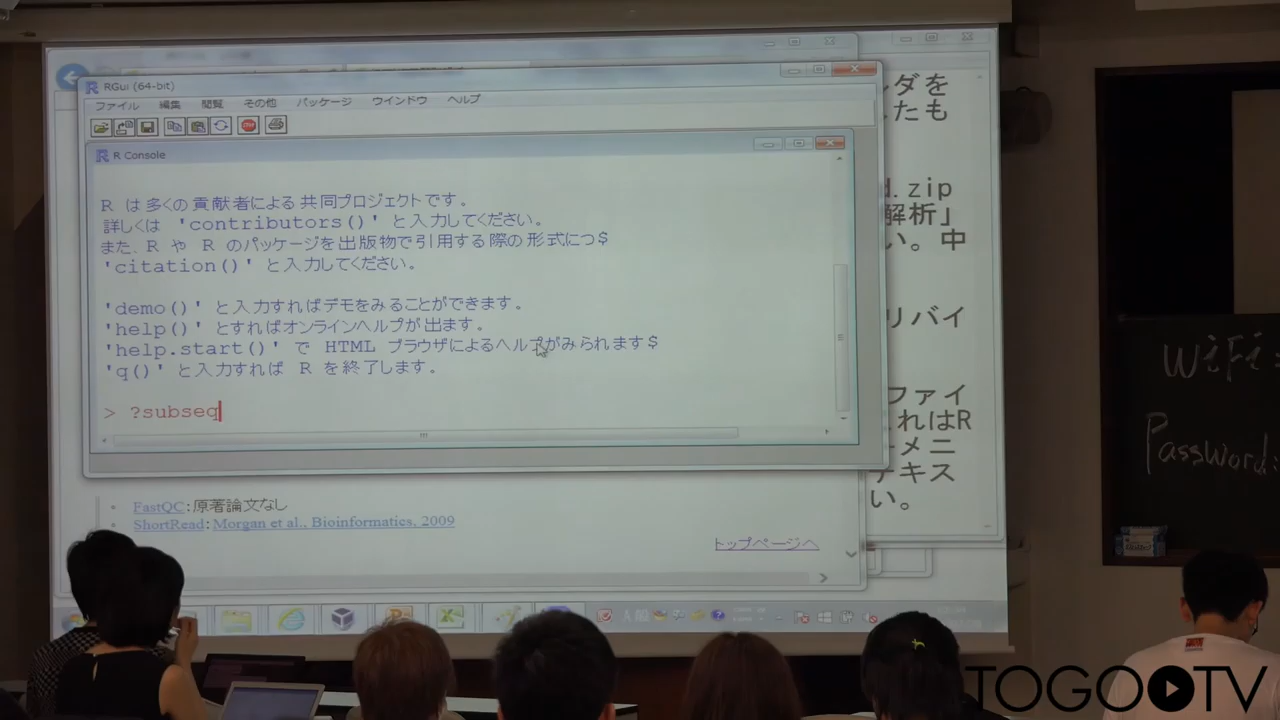 RGui (64-bit)
ファイル 編集 閲覧 その他 パッケージ ウインドウ ヘルプ
STOP
R Console
R は多くの貢献者による共同プロジェクトです。
詳しくは 'contributors()' と入力してください。
また、R や R のパッケージを出版物で引用する際の形式につ$
'citation()' と入力してください。
'demo()' と入力すればデモをみることができます。
'help()' とすればオンラインヘルプが出ます。
'help.start()' で HTML ブラウザによるヘルプがみられます$
'q()' と入力すれば R を終了します。
> ?subseq
FastQC: 原著論文なし
ShortRead: Morgan et al., Bioinformatics, 2009
トップページへ
ダを
たも
d.zip
解析」
い。中
リバイ
ファイ
れはR
メニ
テキス
い。
WiFi
Password:
TOGOTV